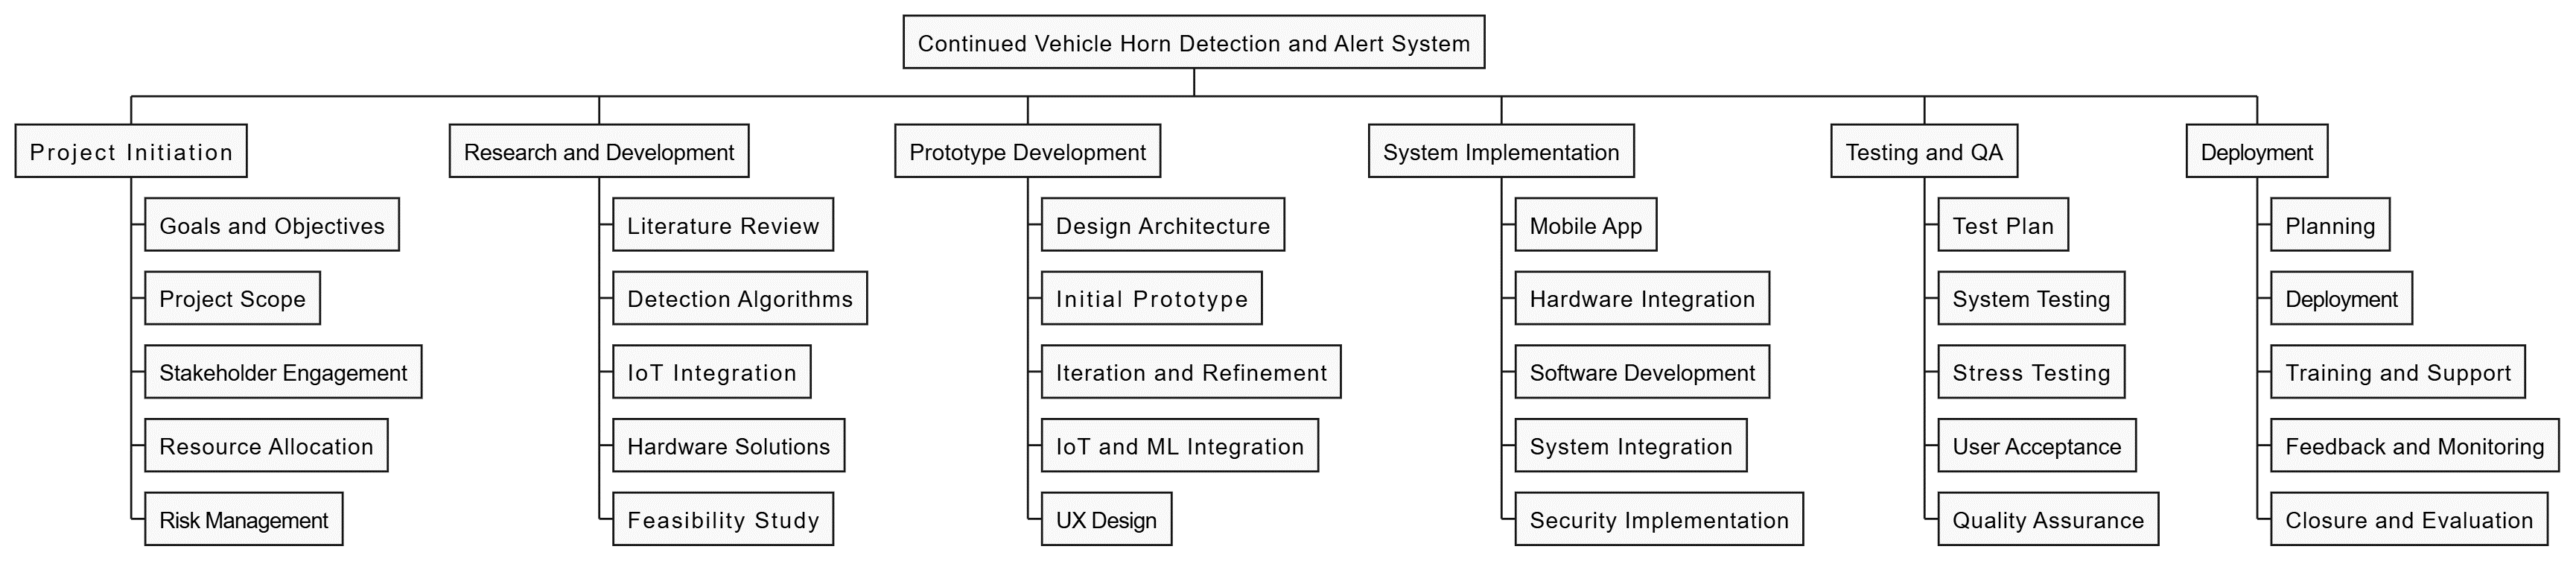 Continued Vehicle Horn Detection and Alert System
Project Initiation
Goals and Objectives
Project Scope
Stakeholder Engagement
Resource Allocation
Risk Management
Research and Development
Literature Review
Detection Algorithms
IoT Integration
Hardware Solutions
Feasibility Study
Prototype Development
Design Architecture
Initial Prototype
Iteration and Refinement
IoT and ML Integration
UX Design
System Implementation
Mobile App
Hardware Integration
Software Development
System Integration
Security Implementation
Testing and QA
Test Plan
System Testing
Stress Testing
User Acceptance
Quality Assurance
Deployment
Planning
Deployment
Training and Support
Feedback and Monitoring
Closure and Evaluation